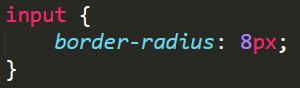 input {
    border-radius: 8px;
}